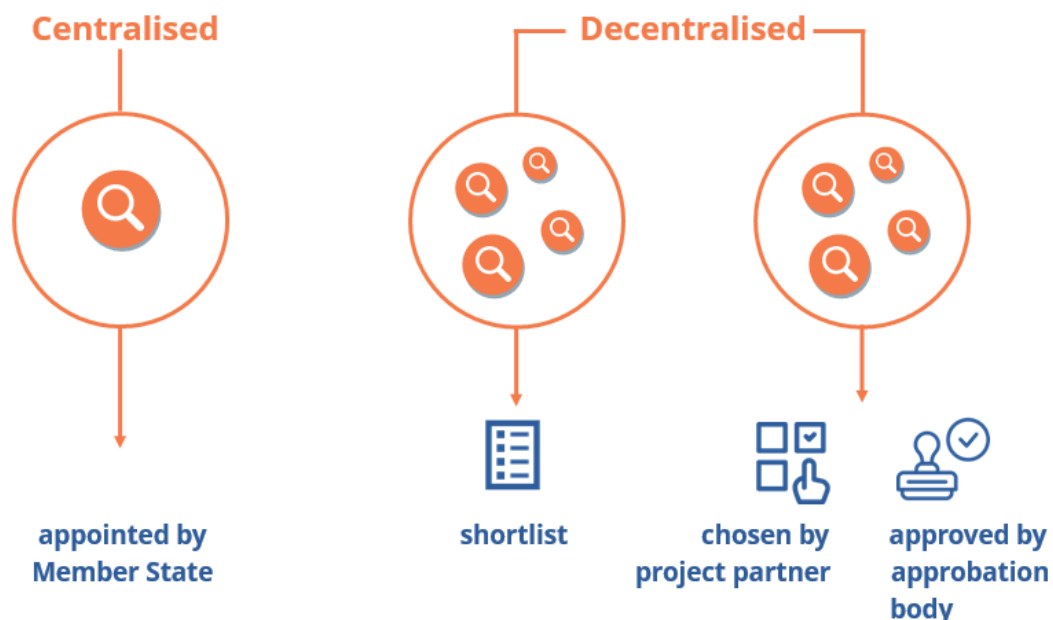 Centralised
Decentralised
appointed by
Member State
shortlist
chosen by
project partner
approved by
approbation
body